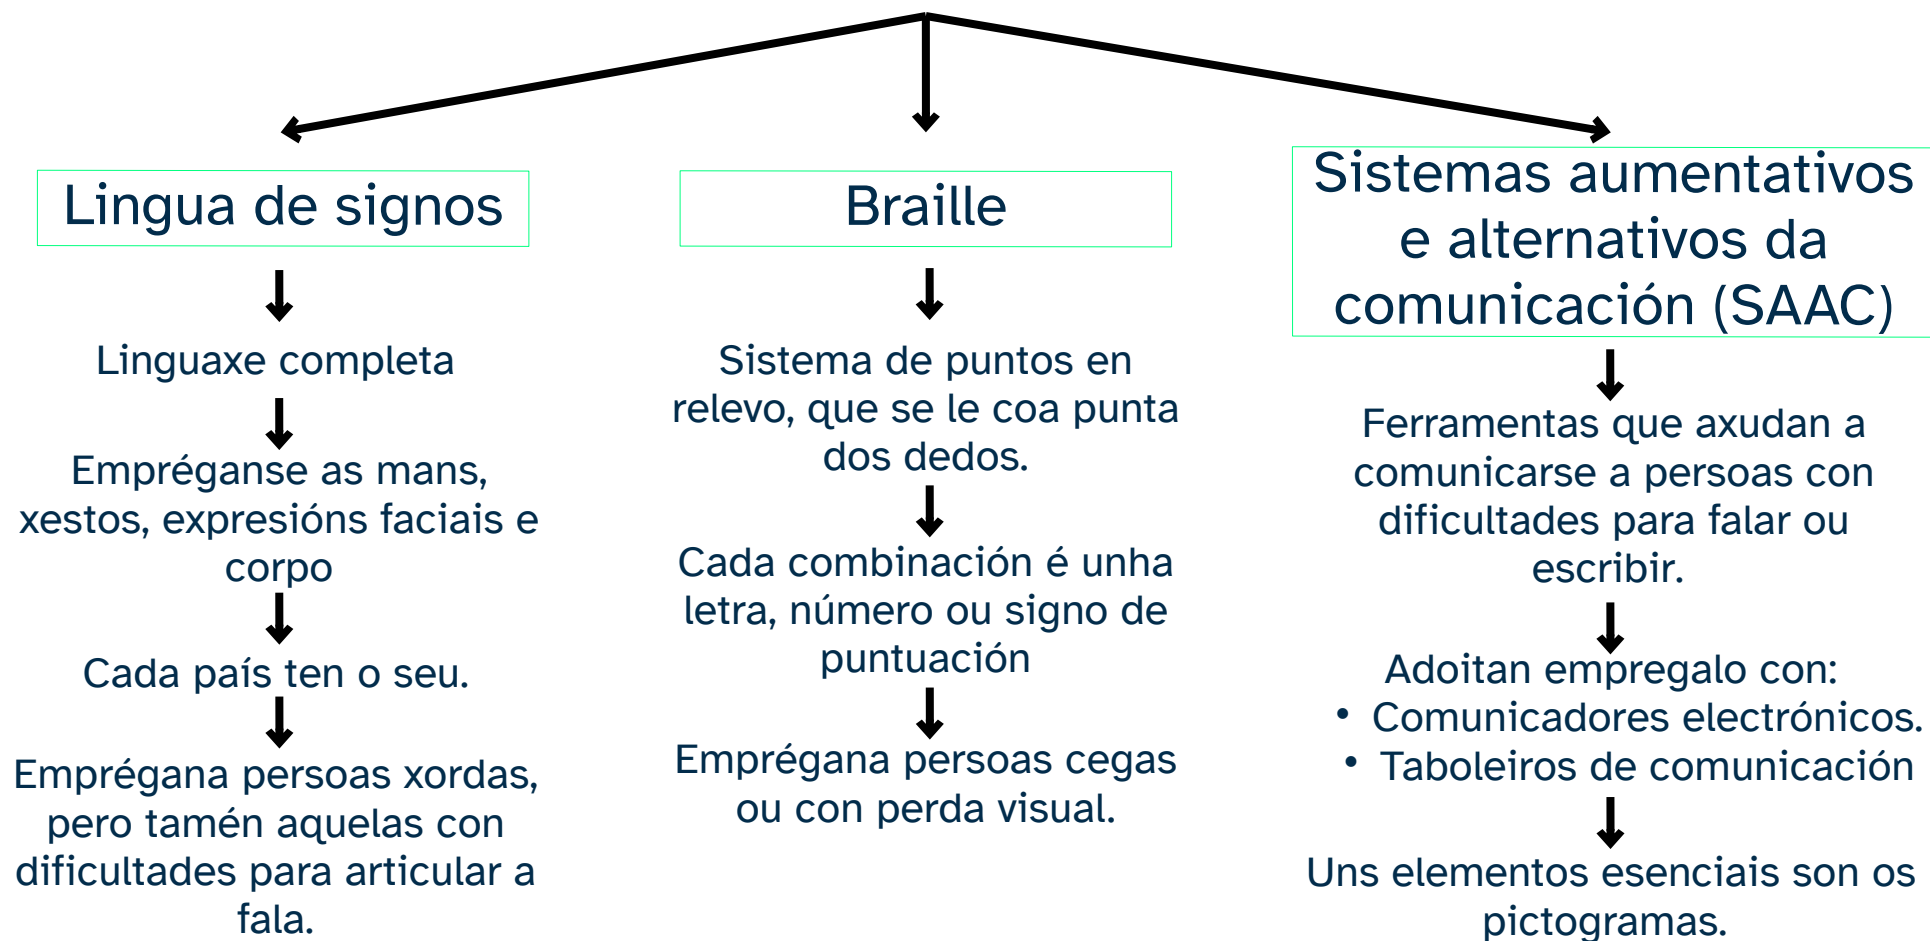 Lingua de signos
Linguaxe completa
Empréganse as mans,
xestos, expresións faciais e
corpo
Cada país ten o seu.
Emprégana persoas xordas,
pero tamén aquelas con
dificultades para articular a
fala.
Braille
Sistema de puntos en
relevo, que se le coa punta
dos dedos.
Cada combinación é unha
letra, número ou signo de
puntuación
Emprégana persoas cegas
ou con perda visual.
Sistemas aumentativos
e alternativos da
comunicación (SAAC)
Ferramentas que axudan a
comunicarse a persoas con
dificultades para falar ou
escribir.
Adoitan empregalo con:
• Comunicadores electrónicos.
• Taboleiros de comunicación
Uns elementos esenciais son os
pictogramas.